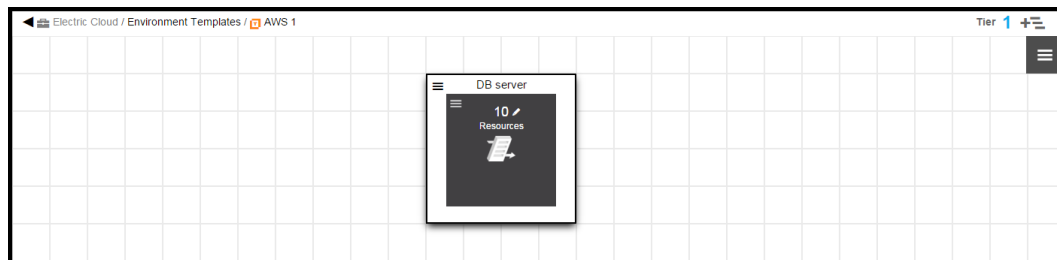 Electric Cloud / Environment Templates / AWS 1
Tier 1
DB server
10
Resources